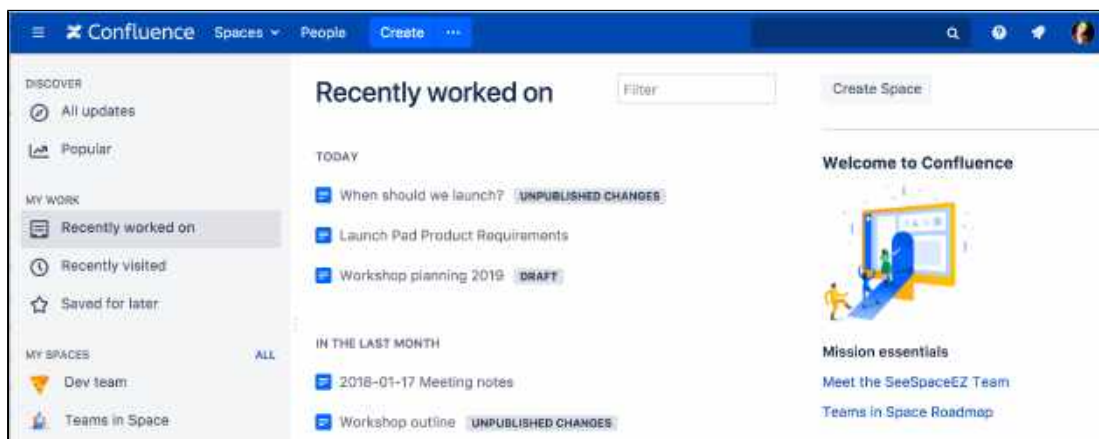 Confluence Spaces People Create ...
DISCOVER
All updates
Popular
MY WORK
Recently worked on
Recently visited
Saved for later
MY SPACES ALL
Dev team
Teams in Space
Recently worked on
Filter
TODAY
When should we launch? UNPUBLISHED CHANGES
Launch Pad Product Requirements
Workshop planning 2019 DRAFT
IN THE LAST MONTH
2018-01-17 Meeting notes
Workshop outline UNPUBLISHED CHANGES
Create Space
Welcome to Confluence
Mission essentials
Meet the SeeSpaceEZ Team
Teams in Space Roadmap